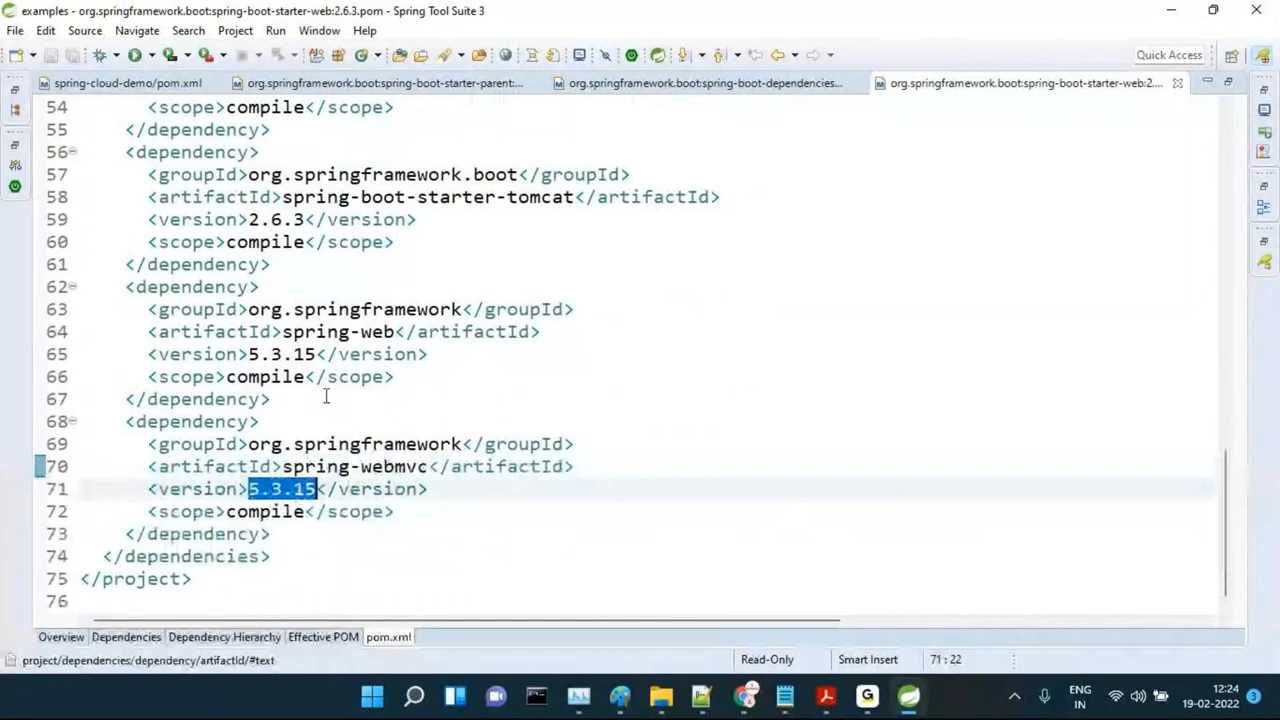 examples - org.springframework.boot:spring-boot-starter-web:2.6.3.pom - Spring Tool Suite 3
File Edit Source Navigate Search Project Run Window Help
Quick Access
spring-cloud-demo/pom.xml org.springframework.boot:spring-boot-starter-parent:... org.springframework.boot:spring-boot-dependencies... org.springframework.boot:spring-boot-starter-web:2....
54 <scope>compile</scope>
55 </dependency>
56 <dependency>
57 <groupId>org.springframework.boot</groupId>
58 <artifactId>spring-boot-starter-tomcat</artifactId>
59 <version>2.6.3</version>
60 <scope>compile</scope>
61 </dependency>
62 <dependency>
63 <groupId>org.springframework</groupId>
64 <artifactId>spring-web</artifactId>
65 <version>5.3.15</version>
66 <scope>compile</scope>
67 </dependency>
68 <dependency>
69 <groupId>org.springframework</groupId>
70 <artifactId>spring-webmvc</artifactId>
71 <version>5.3.15</version>
72 <scope>compile</scope>
73 </dependency>
74 </dependencies>
75 </project>
76
Overview Dependencies Dependency Hierarchy Effective POM pom.xml
project/dependencies/dependency/artifactId/#text Read-Only Smart Insert 71 : 22
ENG 12:24
IN 19-02-2022 3